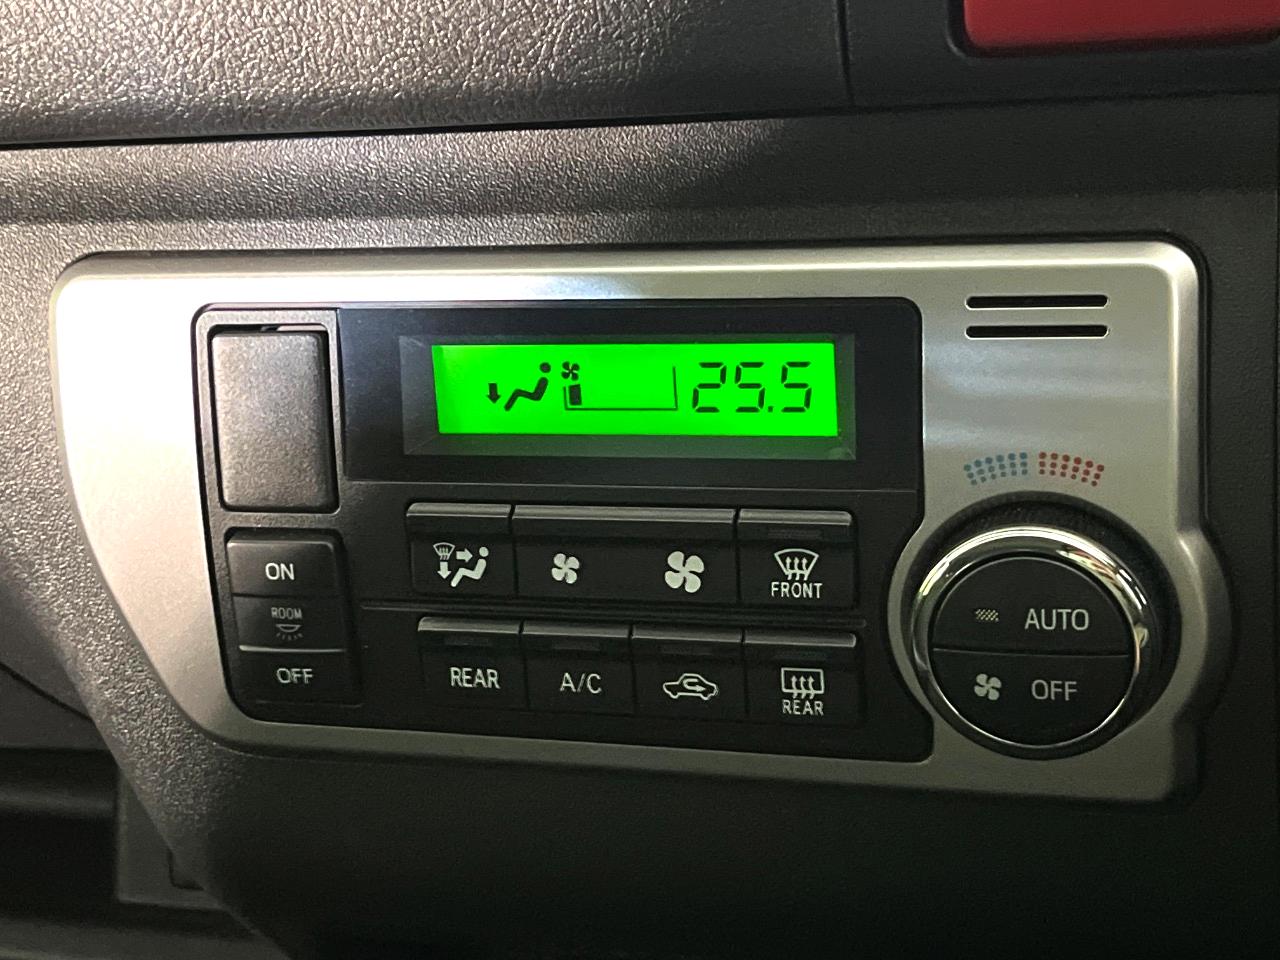 25.5
ON
ROOM
OFF
FRONT
REAR
A/C
REAR
AUTO
OFF